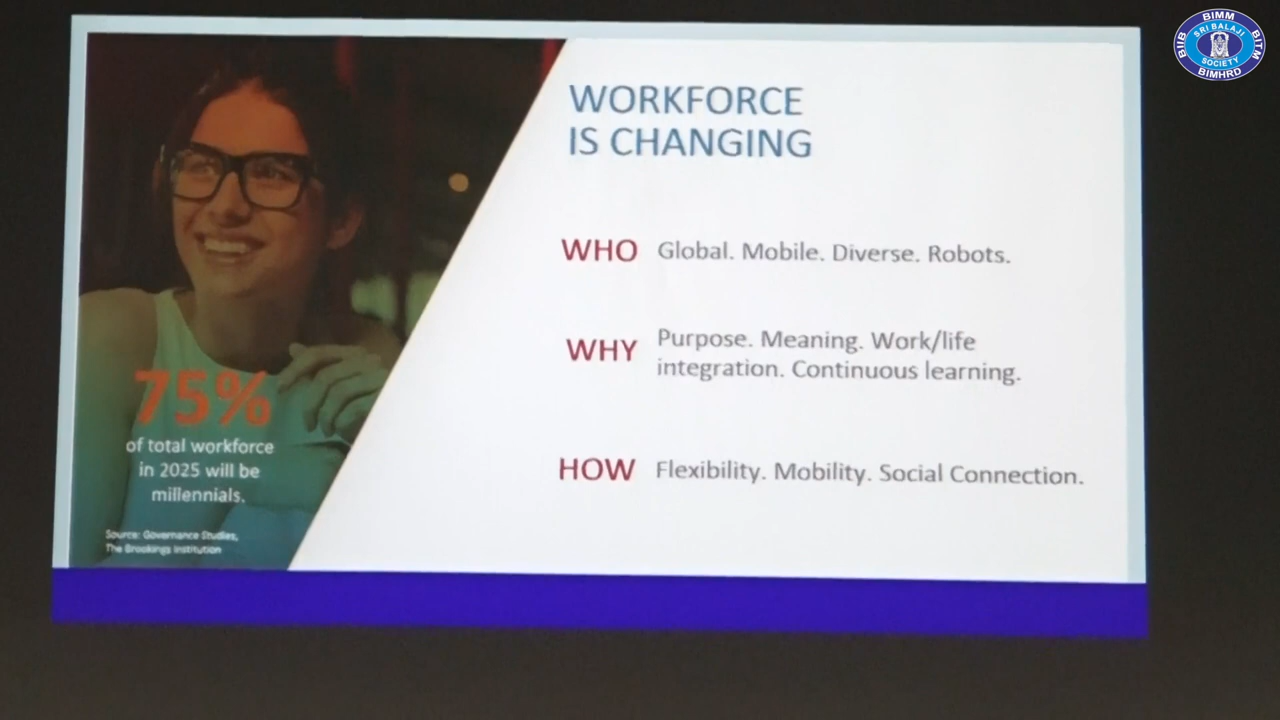 WORKFORCE
IS CHANGING
WHO Global. Mobile. Diverse. Robots.
WHY Purpose. Meaning. Work/life
integration. Continuous learning.
HOW Flexibility. Mobility. Social Connection.
75%
of total workforce
in 2025 will be
millennials.
Source: Governance Studies,
The Brookings Institution
BIMM
BIIB
BITM
BIMHRD
SRI BALAJI
SOCIETY